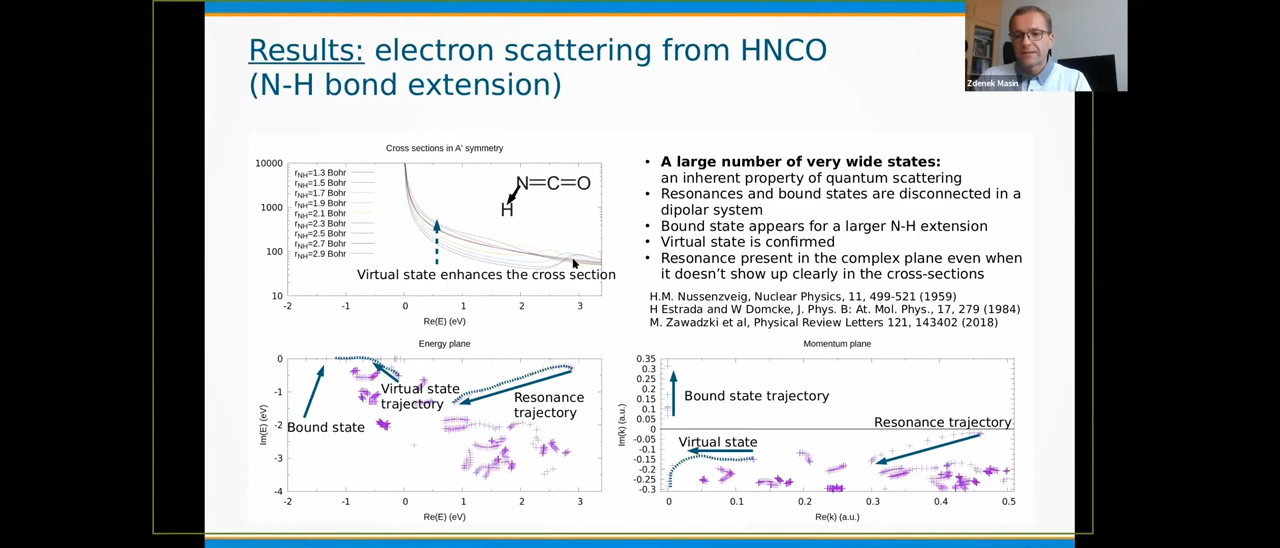 Results: electron scattering from HNCO
(N-H bond extension)
Zdenek Masin
Cross sections in A' symmetry
10000
1000
100
10
rNH=1.3 Bohr
rNH=1.5 Bohr
rNH=1.7 Bohr
rNH=1.9 Bohr
rNH=2.1 Bohr
rNH=2.3 Bohr
rNH=2.5 Bohr
rNH=2.7 Bohr
rNH=2.9 Bohr
N=C=O
H
Virtual state enhances the cross section
-2 -1 0 1 2 3
Re(E) (eV)
• A large number of very wide states:
an inherent property of quantum scattering
• Resonances and bound states are disconnected in a
dipolar system
• Bound state appears for a larger N-H extension
• Virtual state is confirmed
• Resonance present in the complex plane even when
it doesn't show up clearly in the cross-sections
H.M. Nussenzveig, Nuclear Physics, 11, 499-521 (1959)
H Estrada and W Domcke, J. Phys. B: At. Mol. Phys., 17, 279 (1984)
M. Zawadzki et al, Physical Review Letters 121, 143402 (2018)
Energy plane
0
-1
-2
-3
-4
Im(E) (eV)
Virtual state
trajectory
Resonance
trajectory
Bound state
-2 -1 0 1 2 3
Re(E) (eV)
Momentum plane
0.35
0.3
0.25
0.2
0.15
0.1
0.05
0
-0.05
-0.1
-0.15
-0.2
-0.25
-0.3
Im(k) (a.u.)
Bound state trajectory
Resonance trajectory
Virtual state
0 0.1 0.2 0.3 0.4 0.5
Re(k) (a.u.)